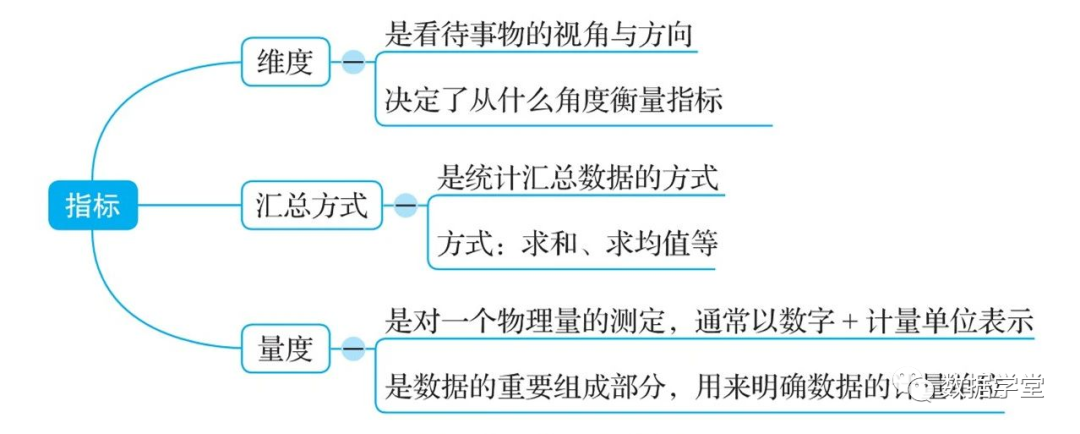 是看待事物的视角与方向
维度
决定了从什么角度衡量指标
是统计汇总数据的方式
指标
汇总方式
方式：求和、求均值等
是对一个物理量的测定，通常以数字 + 计量单位表示
量度
是数据的重要组成部分，用来明确数据的计量单位
数据学堂